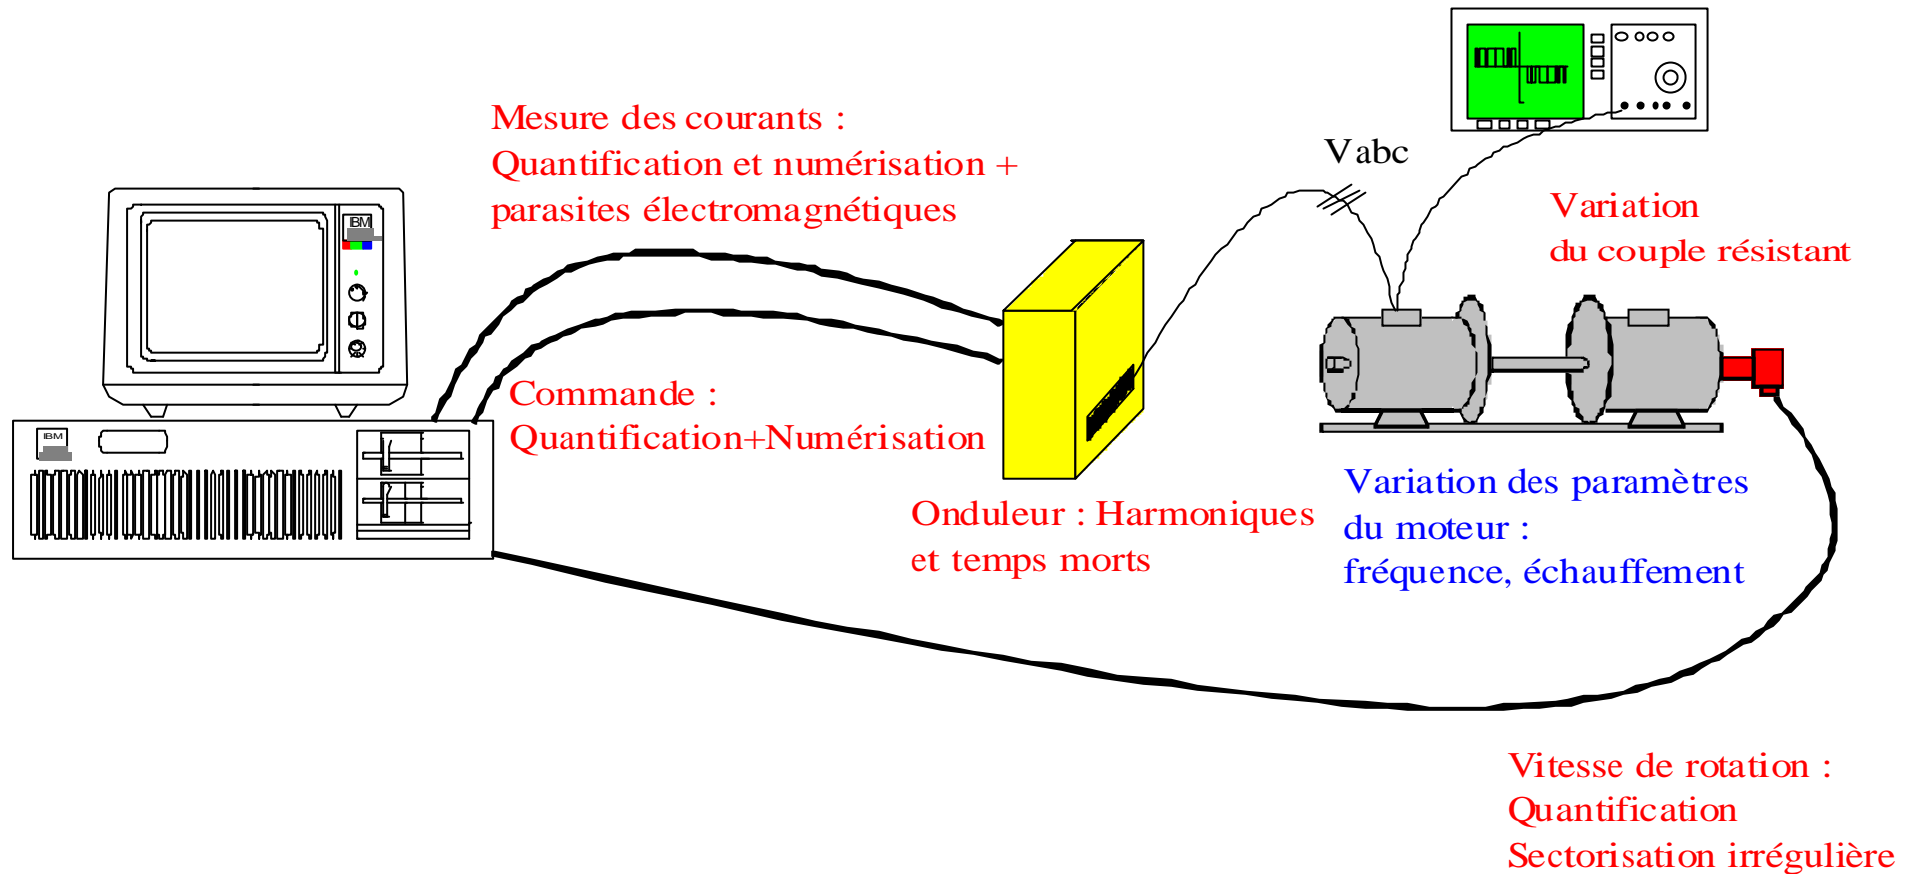 Mesure des courants :
Quantification et numérisation +
parasites électromagnétiques
Vabc
Variation
du couple résistant
IBM
Commande :
Quantification+Numérisation
IBM
Onduleur : Harmoniques
et temps morts
Variation des paramètres
du moteur :
fréquence, échauffement
Vitesse de rotation :
Quantification
Sectorisation irrégulière